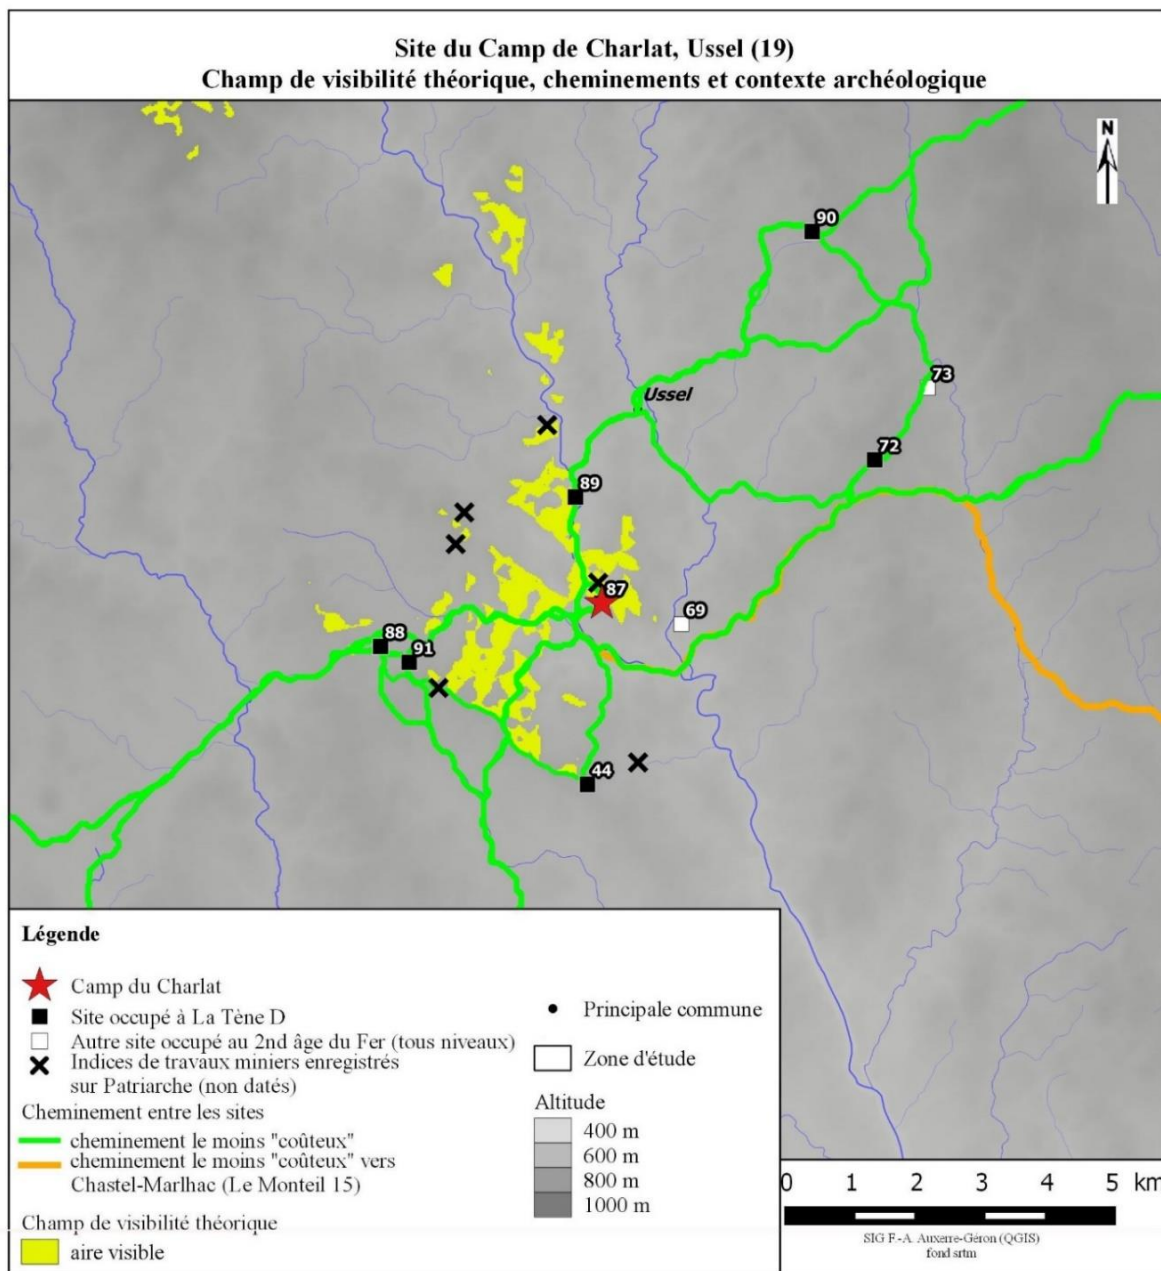 Site du Camp de Charlat, Ussel (19)
Champ de visibilité théorique, cheminements et contexte archéologique
N
90
73
Ussel
72
89
87
69
88
91
44
Légende
Camp du Charlat
Site occupé à La Tène D
Autre site occupé au 2nd âge du Fer (tous niveaux)
Indices de travaux miniers enregistrés
sur Patriarche (non datés)
Cheminement entre les sites
cheminement le moins "coûteux"
cheminement le moins "coûteux" vers
Chastel-Marlhac (Le Monteil 15)
Champ de visibilité théorique
aire visible
Principale commune
Zone d'étude
Altitude
400 m
600 m
800 m
1000 m
0 1 2 3 4 5 km
SIG F.-A. Auxerre-Géron (QGIS)
fond srtm